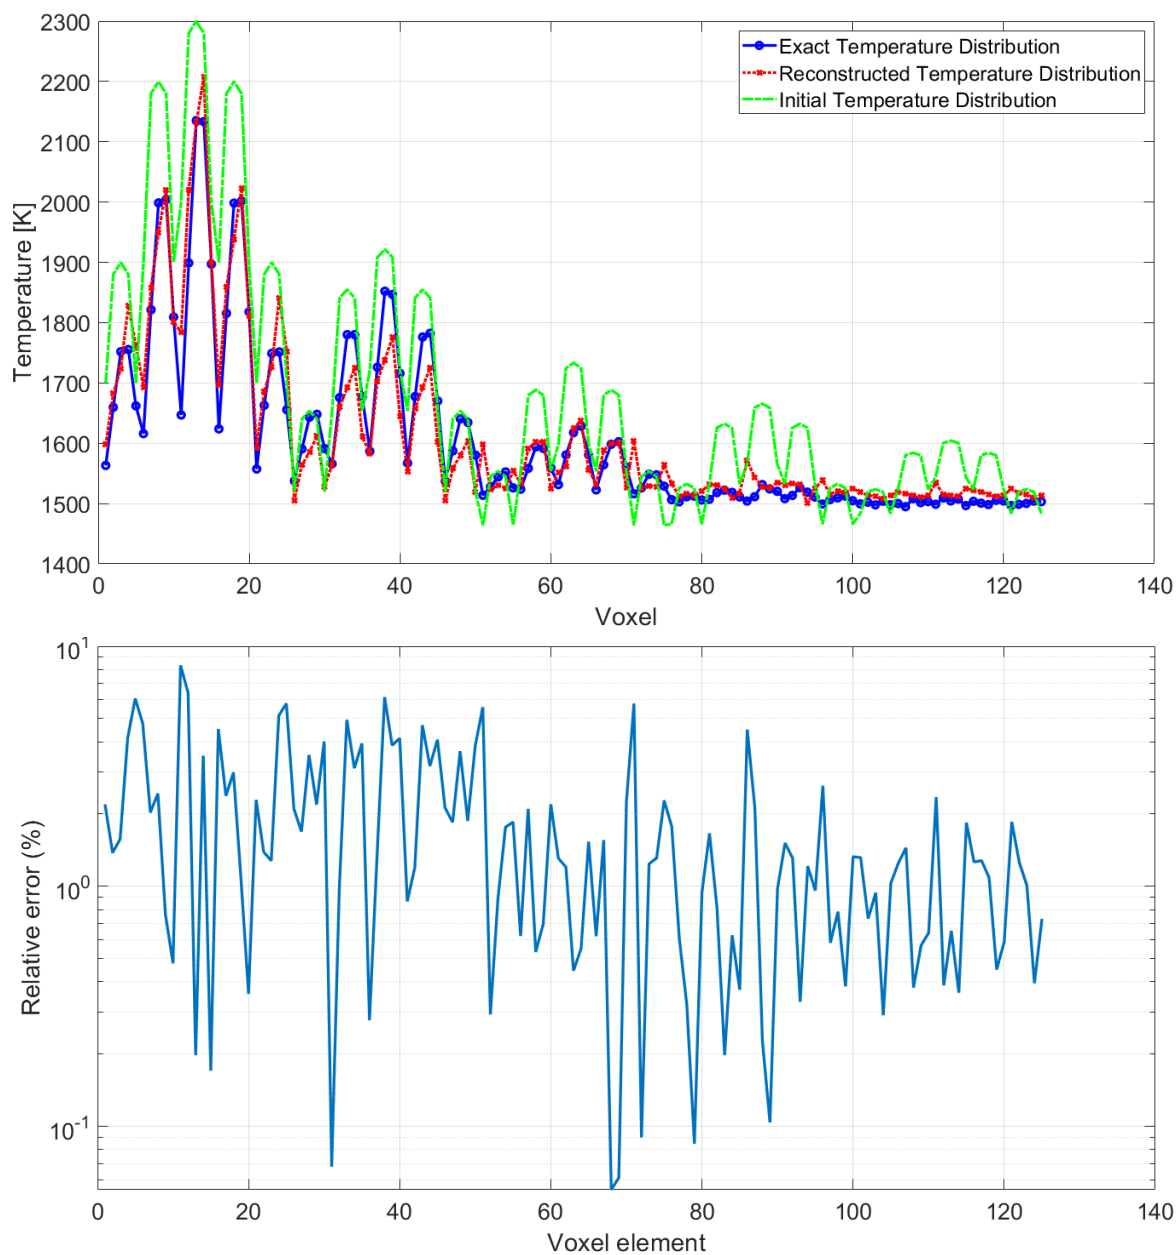 2300
2200
2100
2000
1900
1800
1700
1600
1500
1400
Temperature [K]
Exact Temperature Distribution
Reconstructed Temperature Distribution
Initial Temperature Distribution
0 20 40 60 80 100 120 140
Voxel
10^1
10^0
10^-1
Relative error (%)
0 20 40 60 80 100 120 140
Voxel element